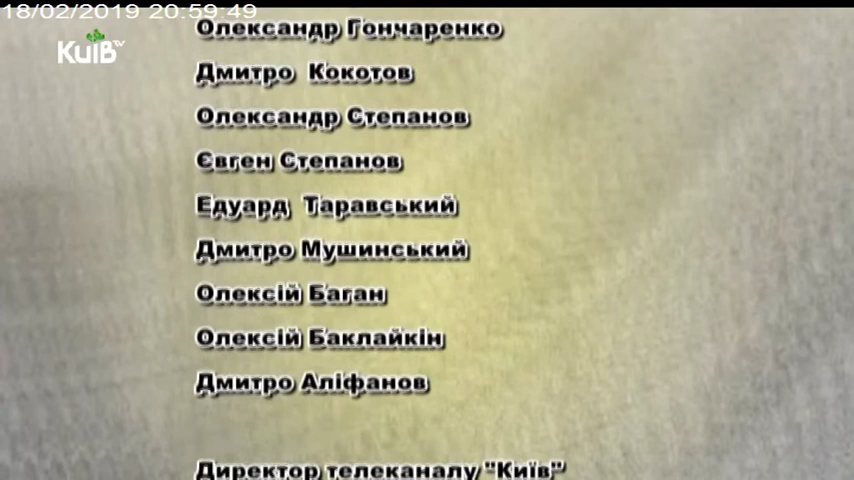 18/02/2019 20:59:49
КиїВ TV
Олександр Гончаренко
Дмитро Кокотов
Олександр Степанов
Євген Степанов
Едуард Таравський
Дмитро Мушинський
Олексій Баган
Олексій Баклайкін
Дмитро Аліфанов
Директор телеканалу "Київ"